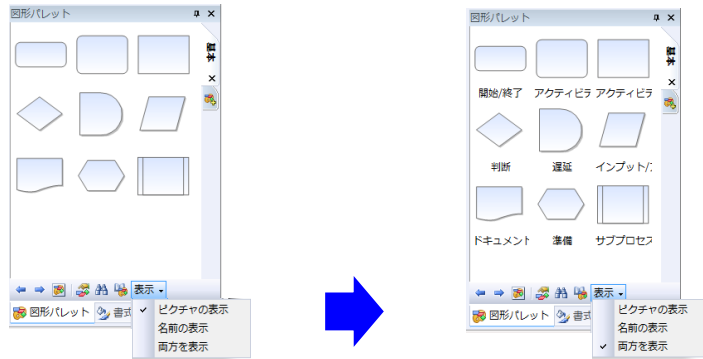 図形パレット
基本
表示
図形パレット
書式
ピクチャの表示
名前の表示
両方を表示
図形パレット
基本
開始/終了 アクティビテ アクティビテ
判断 遅延 インプット/
ドキュメント 準備 サブプロセス
表示
図形パレット
書式
ピクチャの表示
名前の表示
両方を表示